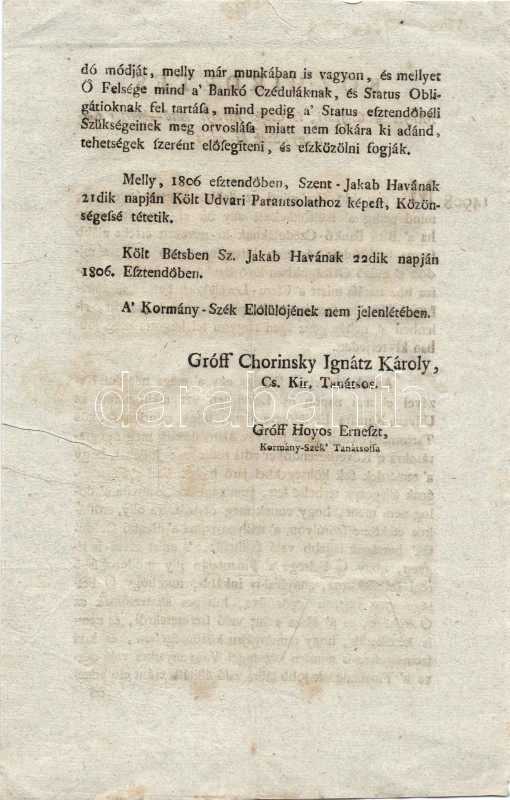 dó módját, melly már munkában is vagyon, és mellyet
Ő Felsége mind a' Bankó Czéduláknak, és Status Obli-
gátioknak fel tartáſa, mind pedig a' Status esztendőbéli
Szükségeinek meg orvosláſa miatt nem sokára ki adánd,
tehetségek szerént elősegíteni, és eszközölni fogják.
Melly, 1806 esztendőben, Szent-Jakab Havának
21dik napján Költ Udvari Parantsolathoz képeſt, Közön-
ségeſsé tétetik.
Költ Bétsben Sz. Jakab Havának 22dik napján
1806. Eſztendőben.
A' Kormány-Szék Elölülőjének nem jelenlétében.
Gróff Chorinsky Ignátz Károly,
Cs. Kir. Tanátsos.
Gróff Hoyos Erneſzt,
Kormány-Szék' Tanátsoſſa
darabanth